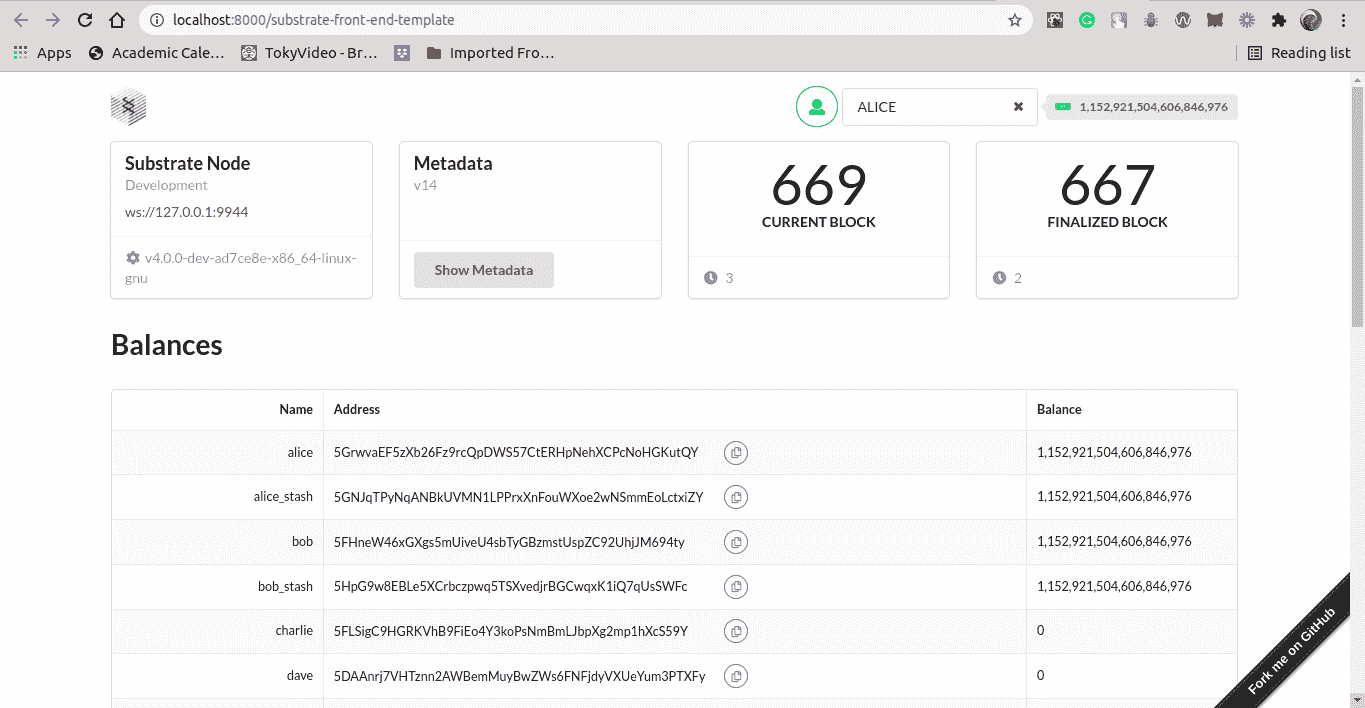 localhost:8000/substrate-front-end-template
Apps Academic Cale... TokyVideo - Br... Imported Fro... Reading list
ALICE 1,152,921,504,606,846,976
Substrate Node
Development
ws://127.0.0.1:9944
v4.0.0-dev-ad7ce8e-x86_64-linux-
gnu
Metadata
v14
Show Metadata
669
CURRENT BLOCK
3
667
FINALIZED BLOCK
2
Balances
Name Address Balance
alice 5GrwvaEF5zXb26Fz9rcQpDWS57CtERHpNehXCPcNoHGKutQY 1,152,921,504,606,846,976
alice_stash 5GNJqTPyNqANBkUVMN1LPPrxXnFouWXoe2wNSmmEoLctxiZY 1,152,921,504,606,846,976
bob 5FHneW46xGXgs5mUiveU4sbTyGBzmstUspZC92UhjJM694ty 1,152,921,504,606,846,976
bob_stash 5HpG9w8EBLe5XCrbczpwq5TSXvedjrBGCwqxK1iQ7qUsSWFc 1,152,921,504,606,846,976
charlie 5FLSigC9HGRKVhB9FiEo4Y3koPsNmBmLJbpXg2mp1hXcS59Y 0
dave 5DAAnrj7VHTznn2AWBemMuyBwZWs6FNFjdyVXUeYum3PTXFy 0
Fork me on GitHub